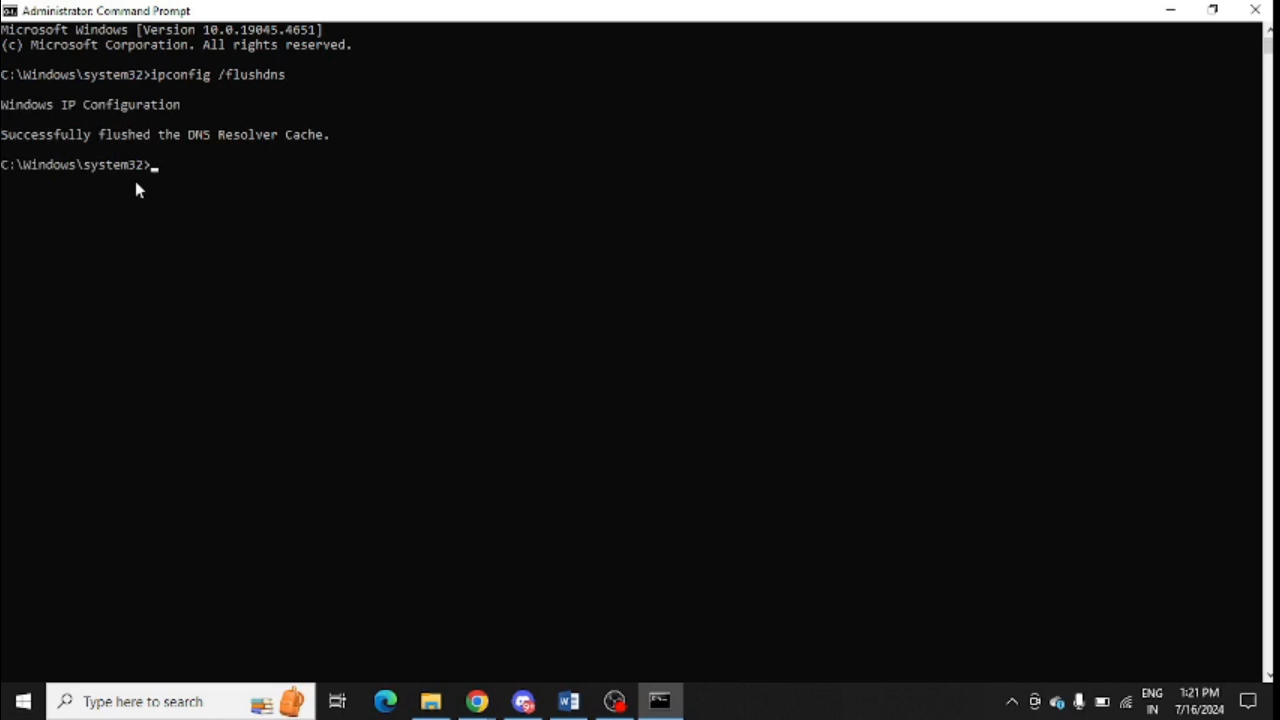 Administrator: Command Prompt
Microsoft Windows [Version 10.0.19045.4651]
(c) Microsoft Corporation. All rights reserved.
C:\Windows\system32>ipconfig /flushdns
Windows IP Configuration
Successfully flushed the DNS Resolver Cache.
C:\Windows\system32>
Type here to search
ENG
IN
1:21 PM
7/16/2024